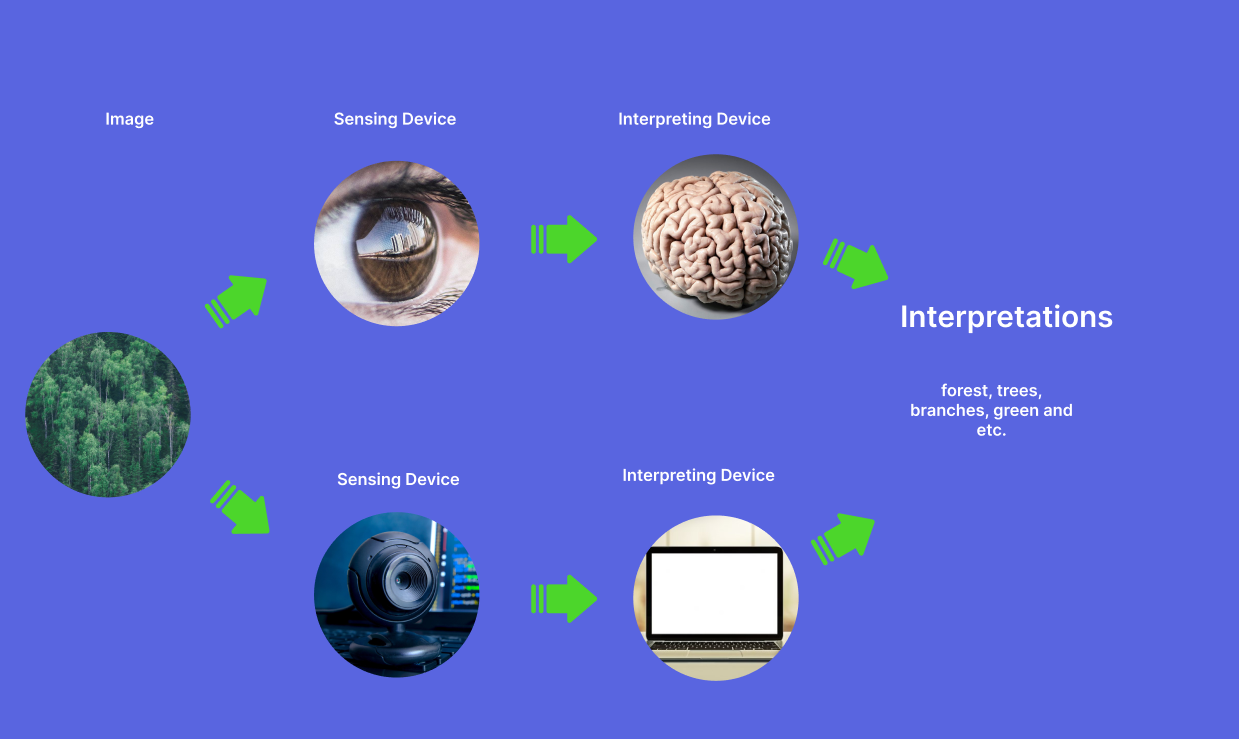 Image
Sensing Device
Interpreting Device
Interpretations
forest, trees,
branches, green and
etc.
Sensing Device
Interpreting Device